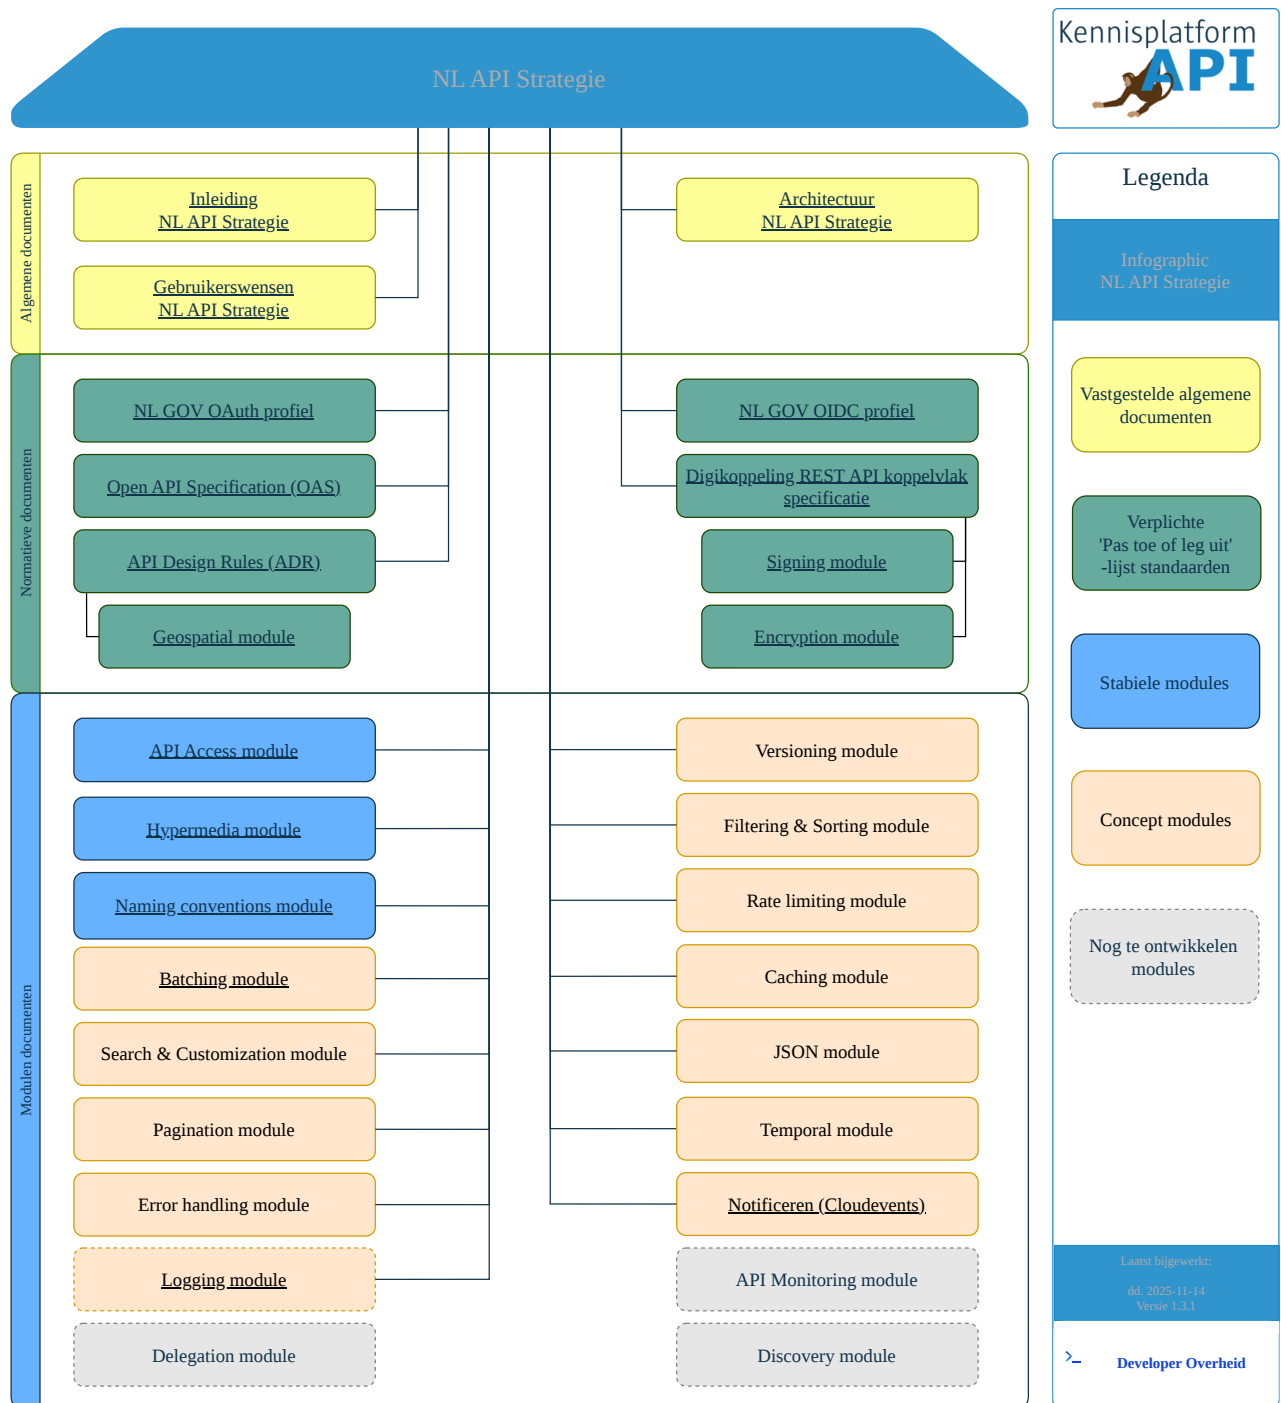 NL API Strategie
Kennisplatform
API
Algemene documenten
Inleiding
NL API Strategie
Architectuur
NL API Strategie
Gebruikerswensen
NL API Strategie
Normatieve documenten
NL GOV OAuth profiel
NL GOV OIDC profiel
Open API Specification (OAS)
Digikoppeling REST API koppelvlak
specificatie
API Design Rules (ADR)
Signing module
Geospatial module
Encryption module
Modulen documenten
API Access module
Versioning module
Hypermedia module
Filtering & Sorting module
Naming conventions module
Rate limiting module
Batching module
Caching module
Search & Customization module
JSON module
Pagination module
Temporal module
Error handling module
Notificeren (Cloudevents)
Logging module
API Monitoring module
Delegation module
Discovery module
Legenda
Infographic
NL API Strategie
Vastgestelde algemene
documenten
Verplichte
'Pas toe of leg uit'
-lijst standaarden
Stabiele modules
Concept modules
Nog te ontwikkelen
modules
Laatst bijgewerkt:
dd. 2025-11-14
Versie 1.3.1
Developer Overheid